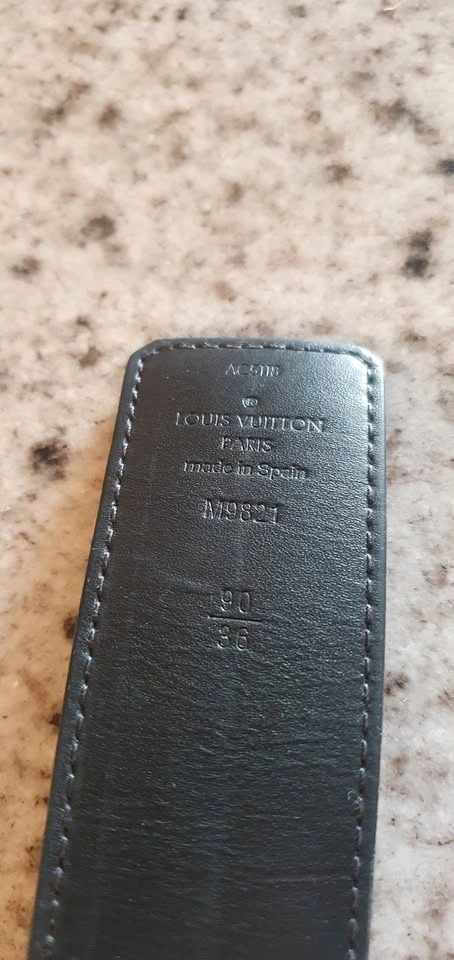 AC5118
LOUIS VUITTON
PARIS
made in Spain
M9821
90
36